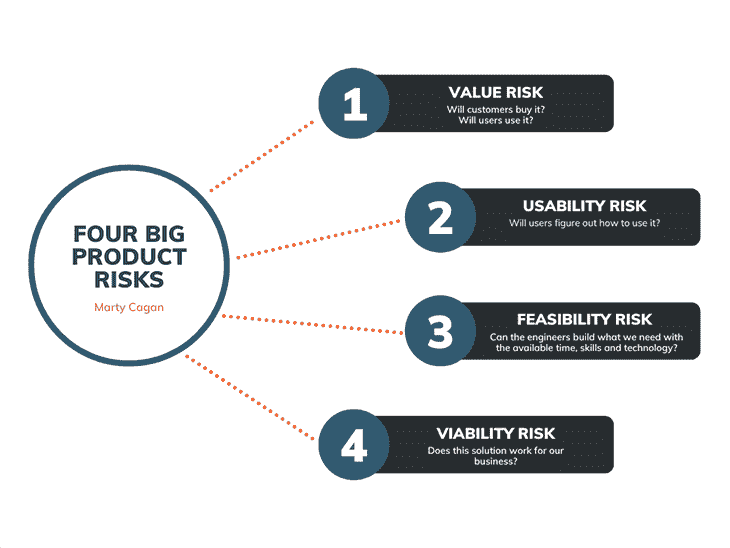 FOUR BIG
PRODUCT
RISKS
Marty Cagan
1
VALUE RISK
Will customers buy it?
Will users use it?
2
USABILITY RISK
Will users figure out how to use it?
3
FEASIBILITY RISK
Can the engineers build what we need with
the available time, skills and technology?
4
VIABILITY RISK
Does this solution work for our
business?